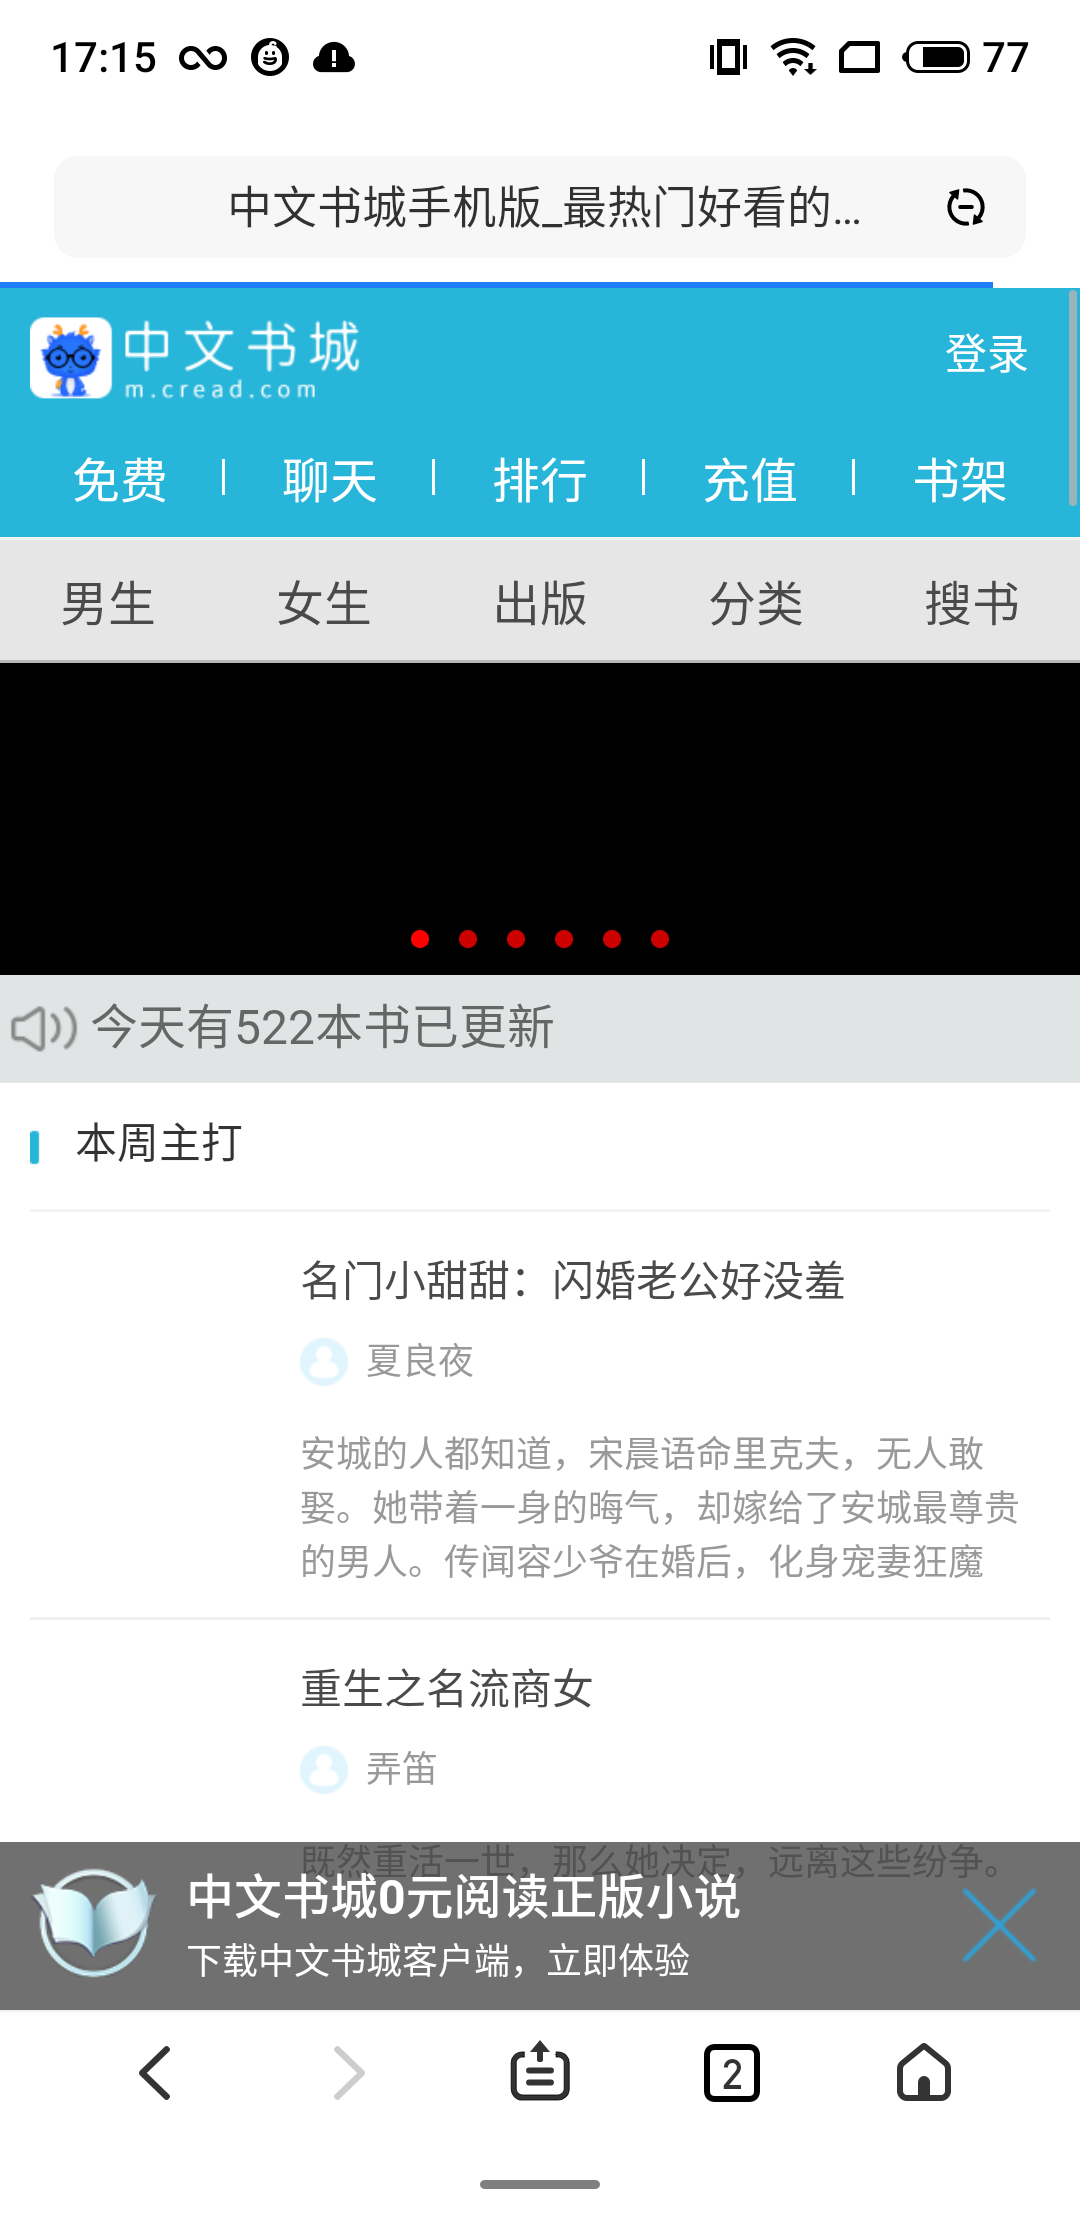 17:15
77
中文书城手机版_最热门好看的...
中文书城
m.cread.com
登录
免费 聊天 排行 充值 书架
男生 女生 出版 分类 搜书
今天有522本书已更新
本周主打
名门小甜甜：闪婚老公好没羞
夏良夜
安城的人都知道，宋晨语命里克夫，无人敢
娶。她带着一身的晦气，却嫁给了安城最尊贵
的男人。传闻容少爷在婚后，化身宠妻狂魔
重生之名流商女
弄笛
既然重活一世，那么她决定，远离这些纷争。
中文书城0元阅读正版小说
下载中文书城客户端，立即体验
2